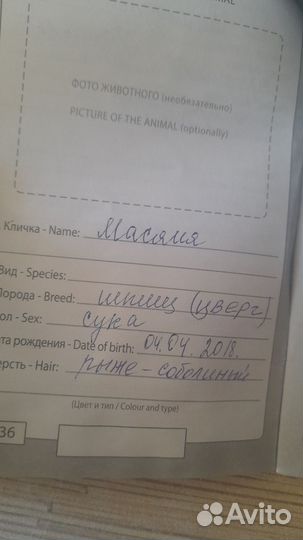 ФОТО ЖИВОТНОГО (необязательно)
PICTURE OF THE ANIMAL (optionally)
Кличка - Name: Масяня
Вид - Species:
Порода - Breed: шпиц (цверг)
ол - Sex: сука
та рождения - Date of birth: 04.04. 2018.
ерсть - Hair: рыже-соболиный
(Цвет и тип / Colour and type)
36
Avito